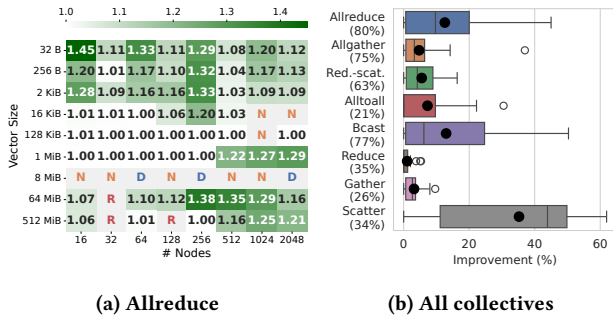 1.0 1.1 1.2 1.3 1.4
Vector Size
32 B 1.45 1.11 1.33 1.11 1.29 1.08 1.20 1.12
256 B 1.20 1.01 1.17 1.10 1.32 1.04 1.17 1.13
2 KiB 1.28 1.09 1.16 1.16 1.33 1.03 1.09 1.09
16 KiB 1.01 1.01 1.00 1.06 1.20 1.03 N N
128 KiB 1.01 1.00 1.00 1.00 1.00 1.00 N 1.00
1 MiB 1.00 1.00 1.00 1.00 1.00 1.22 1.27 1.29
8 MiB N N D N D N N D
64 MiB 1.07 R 1.10 1.12 1.38 1.35 1.29 1.16
512 MiB 1.06 R 1.01 R 1.00 1.16 1.25 1.21
16 32 64 128 256 512 1024 2048
# Nodes
(a) Allreduce
Allreduce
(80%)
Allgather
(75%)
Red.-scat.
(63%)
Alltoall
(21%)
Bcast
(77%)
Reduce
(35%)
Gather
(26%)
Scatter
(34%)
0 20 40 60
Improvement (%)
(b) All collectives